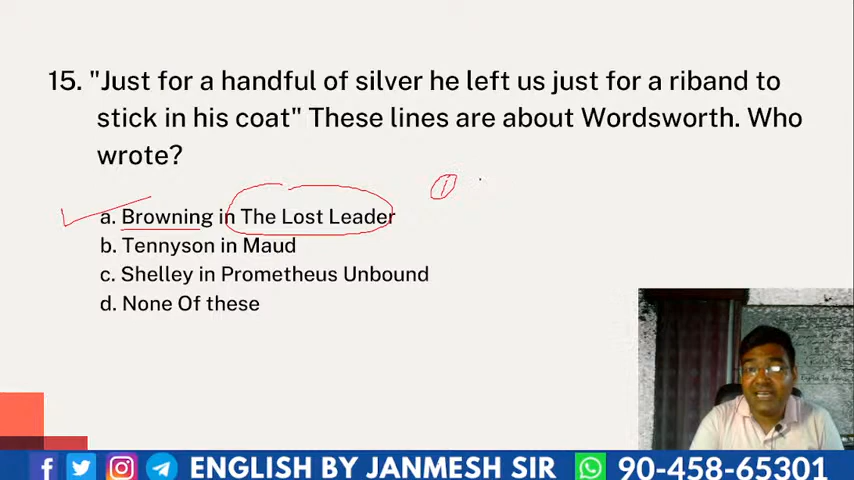 15. "Just for a handful of silver he left us just for a riband to
stick in his coat" These lines are about Wordsworth. Who
wrote?
①
a. Browning in The Lost Leader
b. Tennyson in Maud
c. Shelley in Prometheus Unbound
d. None Of these
ENGLISH BY JANMESH SIR 90-458-65301